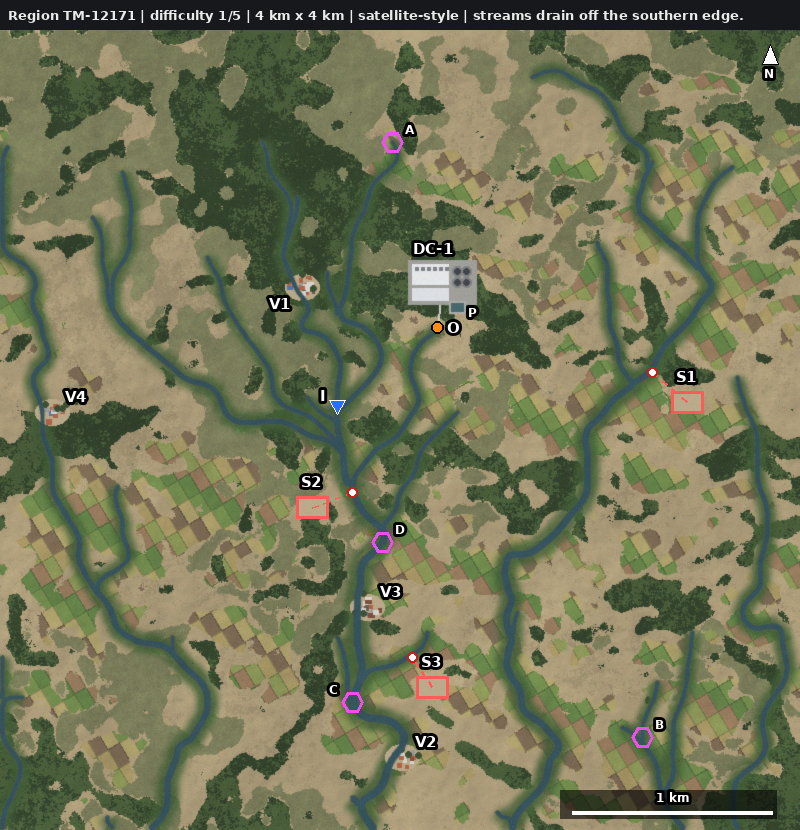 Region TM-12171 | difficulty 1/5 | 4 km x 4 km | satellite-style | streams drain off the southern edge.
N
A
DC-1
V1
P
O
S1
I
V4
S2
D
V3
S3
C
B
V2
1 km